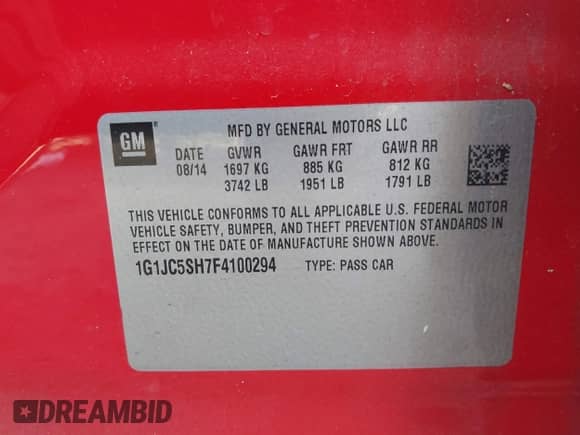 GM
MFD BY GENERAL MOTORS LLC
DATE GVWR GAWR FRT GAWR RR
08/14 1697 KG 885 KG 812 KG
3742 LB 1951 LB 1791 LB
THIS VEHICLE CONFORMS TO ALL APPLICABLE U.S. FEDERAL MOTOR
VEHICLE SAFETY, BUMPER, AND THEFT PREVENTION STANDARDS IN
EFFECT ON THE DATE OF MANUFACTURE SHOWN ABOVE.
1G1JC5SH7F4100294 TYPE: PASS CAR
DREAMBID